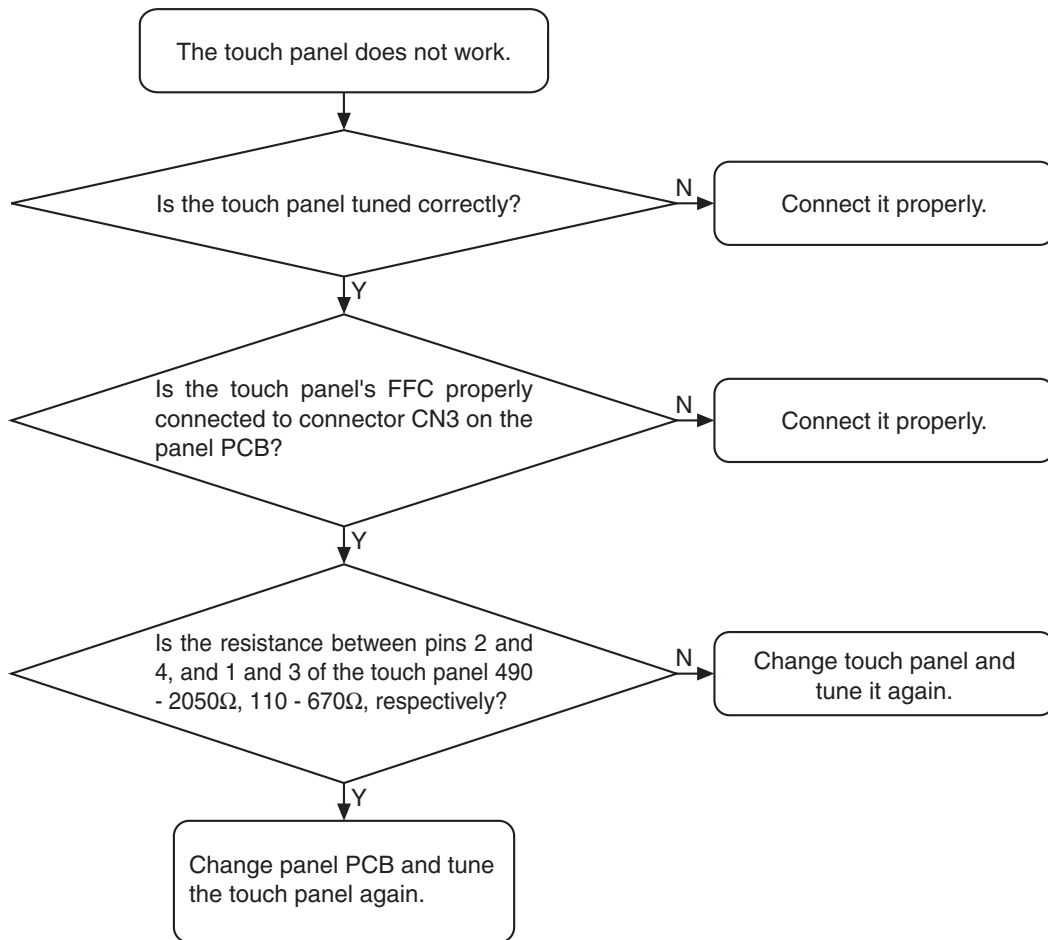 The touch panel does not work.
Is the touch panel tuned correctly?
N
Connect it properly.
Y
Is the touch panel's FFC properly
connected to connector CN3 on the
panel PCB?
N
Connect it properly.
Y
Is the resistance between pins 2 and
4, and 1 and 3 of the touch panel 490
- 2050Ω, 110 - 670Ω, respectively?
N
Change touch panel and
tune it again.
Y
Change panel PCB and tune
the touch panel again.